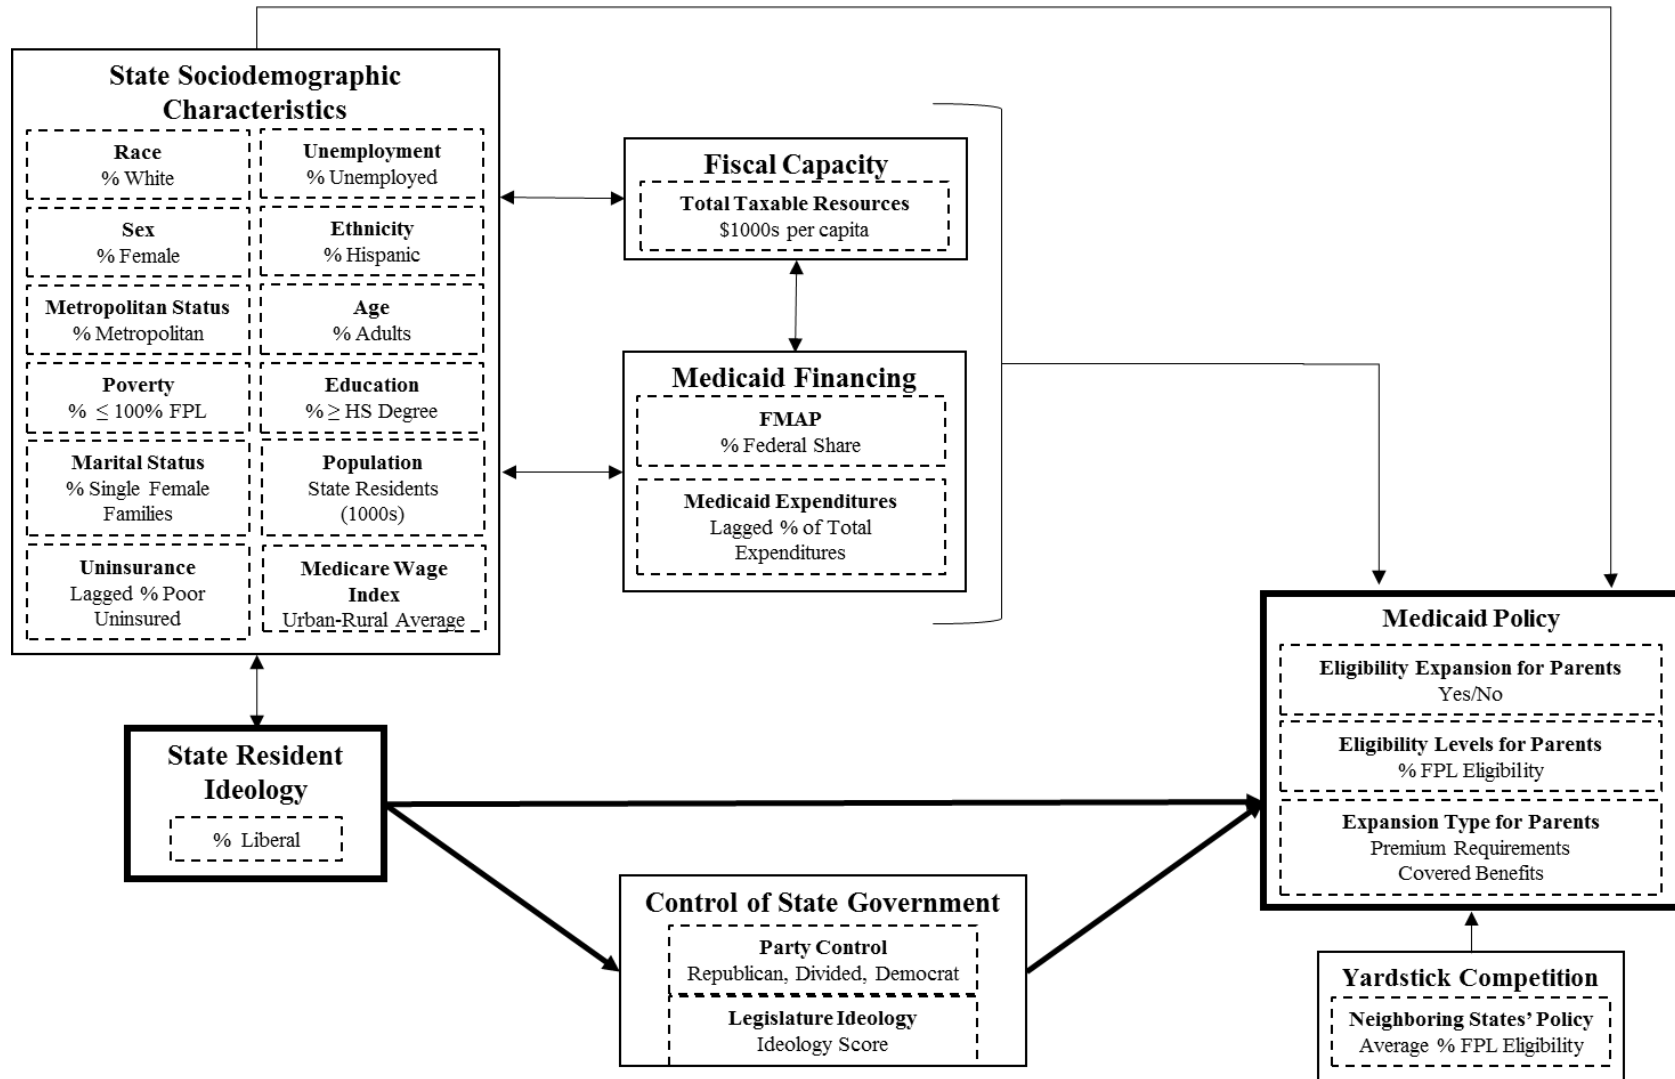 State Sociodemographic
Characteristics
Race
% White
Unemployment
% Unemployed
Sex
% Female
Ethnicity
% Hispanic
Metropolitan Status
% Metropolitan
Age
% Adults
Poverty
% ≤ 100% FPL
Education
% ≥ HS Degree
Marital Status
% Single Female
Families
Population
State Residents
(1000s)
Uninsurance
Lagged % Poor
Uninsured
Medicare Wage
Index
Urban-Rural Average
Fiscal Capacity
Total Taxable Resources
$1000s per capita
Medicaid Financing
FMAP
% Federal Share
Medicaid Expenditures
Lagged % of Total
Expenditures
State Resident
Ideology
% Liberal
Control of State Government
Party Control
Republican, Divided, Democrat
Legislature Ideology
Ideology Score
Medicaid Policy
Eligibility Expansion for Parents
Yes/No
Eligibility Levels for Parents
% FPL Eligibility
Expansion Type for Parents
Premium Requirements
Covered Benefits
Yardstick Competition
Neighboring States’ Policy
Average % FPL Eligibility